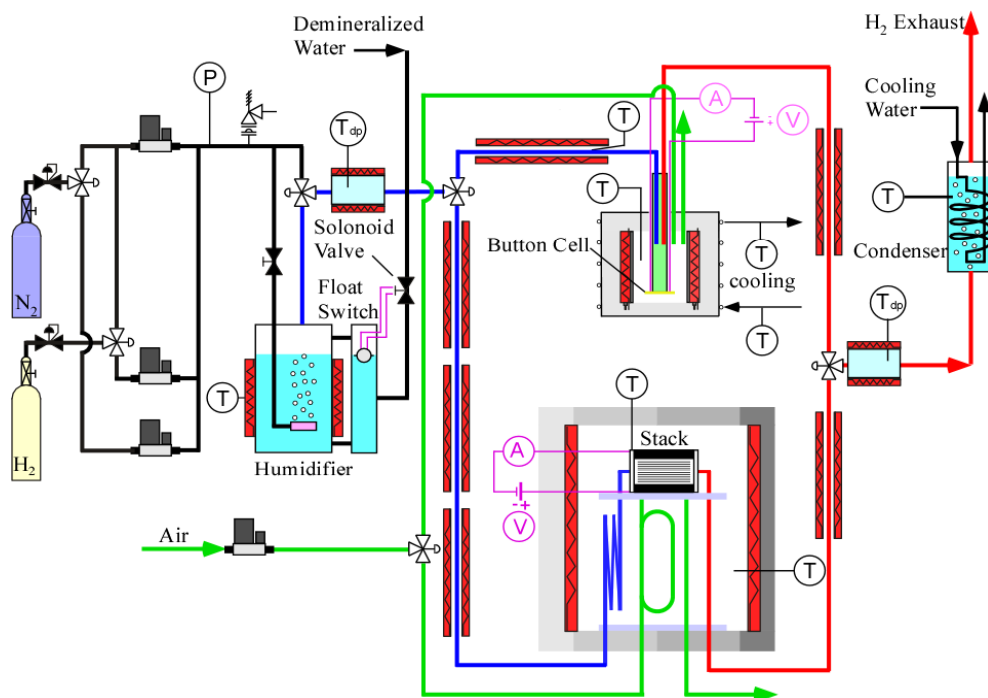 Demineralized
Water
H2 Exhaust
Cooling
Water
P
A
V
T
Tdp
T
T
Solonoid
Valve
Button Cell
T
cooling
Condenser
Float
Switch
N2
T
Tdp
T
T
Stack
H2
Humidifier
A
V
Air
T